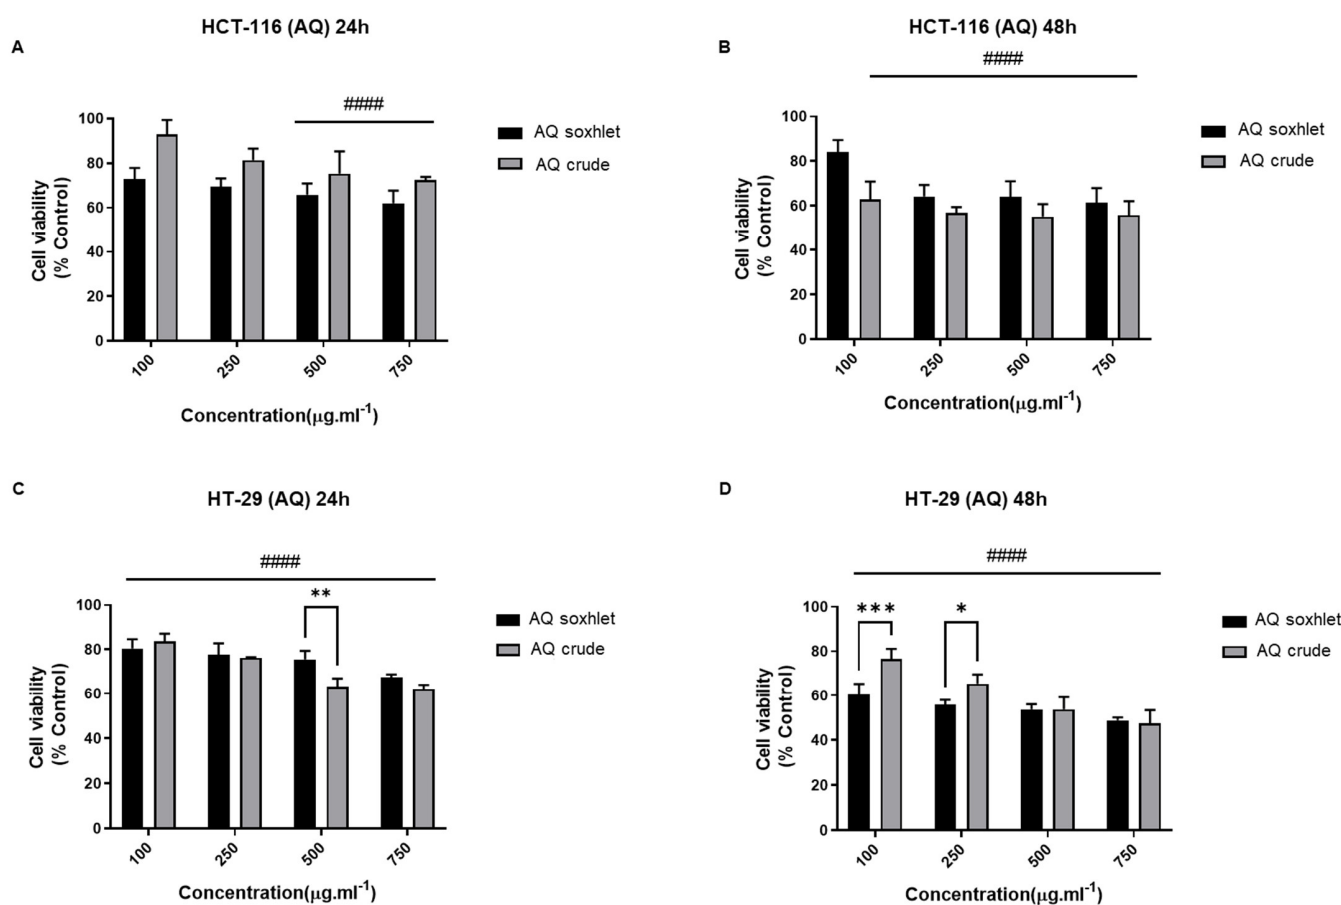 A
HCT-116 (AQ) 24h
####
Cell viability
(% Control)
100
80
60
40
20
0
100
250
500
750
Concentration(μg.ml-1)
AQ soxhlet
AQ crude
B
HCT-116 (AQ) 48h
####
Cell viability
(% Control)
100
80
60
40
20
0
100
250
500
750
Concentration(μg.ml-1)
AQ soxhlet
AQ crude
C
HT-29 (AQ) 24h
####
**
Cell viability
(% Control)
100
80
60
40
20
0
100
250
500
750
Concentration(μg.ml-1)
AQ soxhlet
AQ crude
D
HT-29 (AQ) 48h
####
***
*
Cell viability
(% Control)
100
80
60
40
20
0
100
250
500
750
Concentration(μg.ml-1)
AQ soxhlet
AQ crude